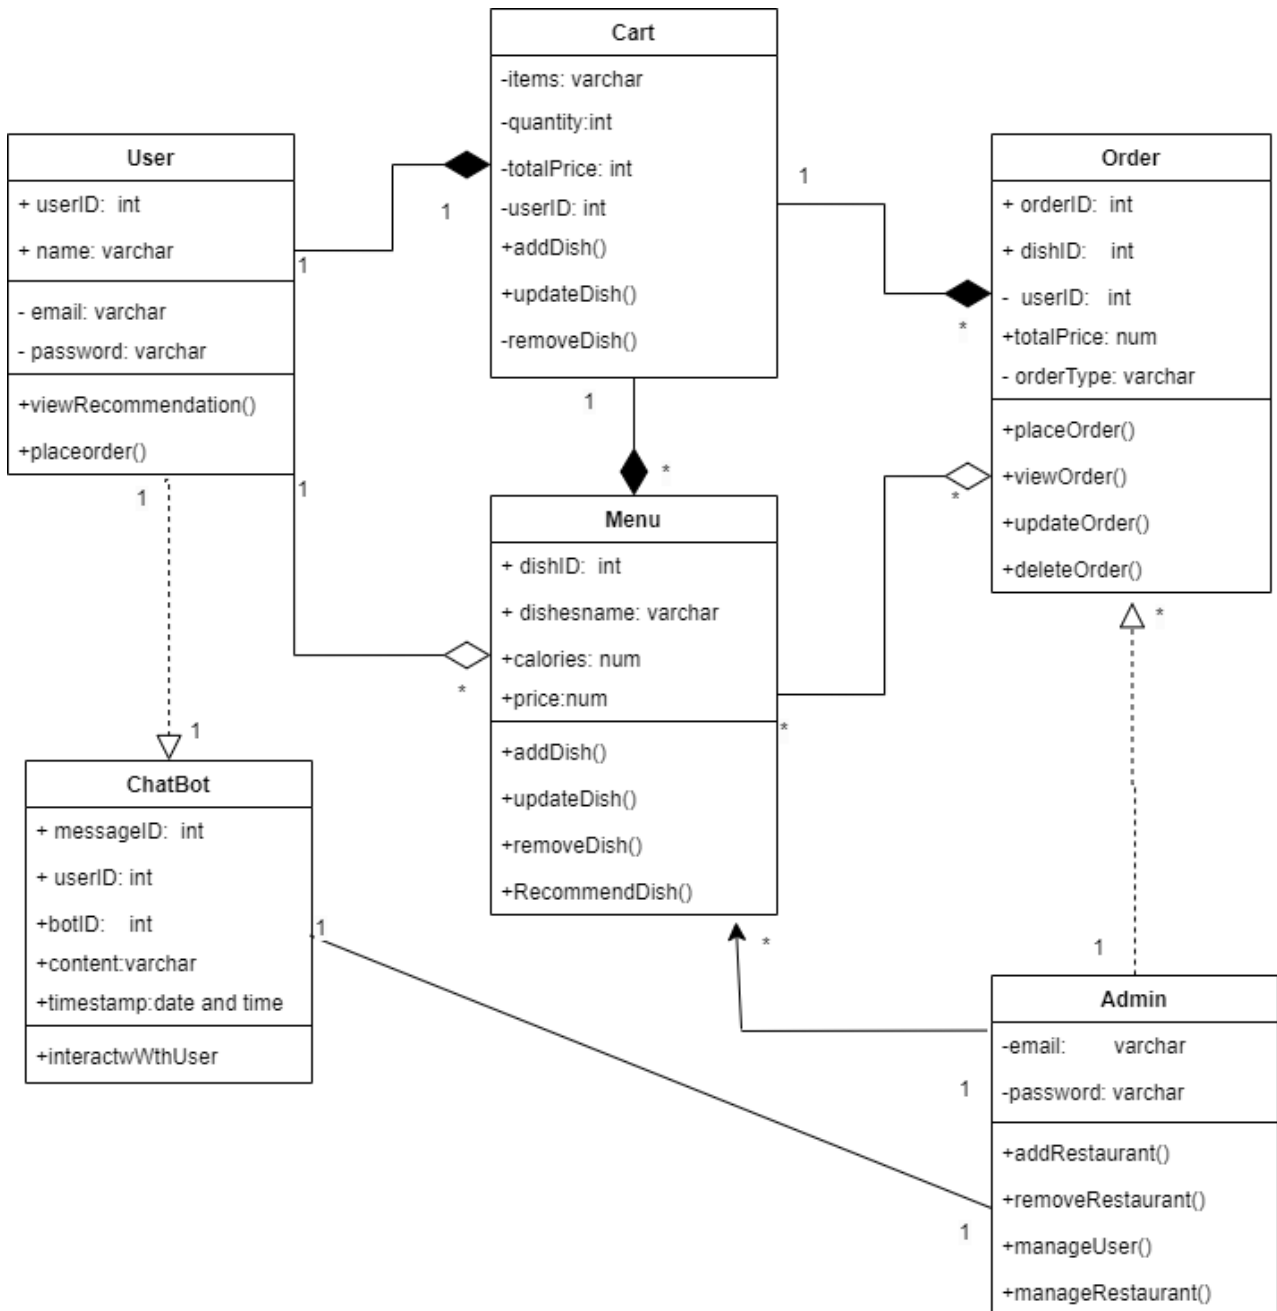 Cart
-items: varchar
-quantity:int
-totalPrice: int
-userID: int
+addDish()
+updateDish()
-removeDish()
User
+ userID:  int
+ name: varchar
- email: varchar
- password: varchar
+viewRecommendation()
+placeorder()
Order
+ orderID:  int
+ dishID:   int
-  userID:   int
+totalPrice: num
- orderType: varchar
+placeOrder()
+viewOrder()
+updateOrder()
+deleteOrder()
1
1
1
*
1
*
1
1
*
*
*
1
Menu
+ dishID:  int
+ dishesname: varchar
+calories: num
+price:num
+addDish()
+updateDish()
+removeDish()
+RecommendDish()
ChatBot
+ messageID:  int
+ userID: int
+botID:    int
+content:varchar
+timestamp:date and time
+interactwWthUser
1
*
*
1
1
1
Admin
-email:        varchar
-password: varchar
+addRestaurant()
+removeRestaurant()
+manageUser()
+manageRestaurant()